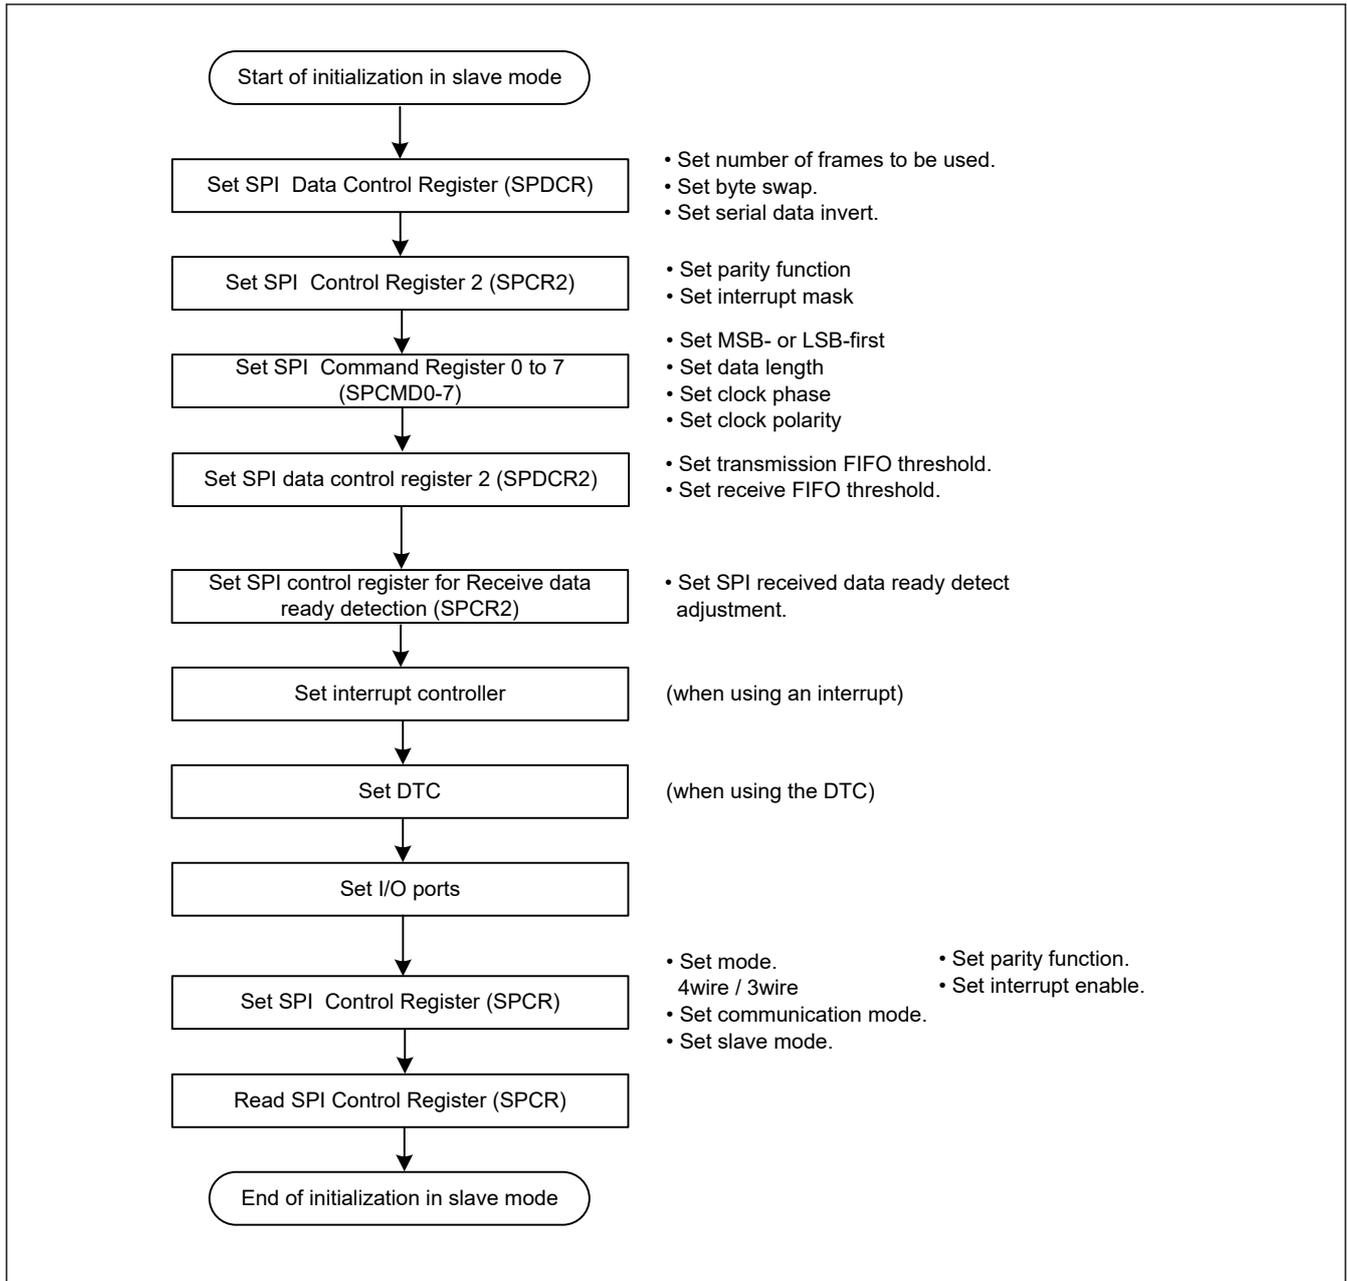 Start of initialization in slave mode
Set SPI  Data Control Register (SPDCR)
• Set number of frames to be used.
• Set byte swap.
• Set serial data invert.
Set SPI  Control Register 2 (SPCR2)
• Set parity function
• Set interrupt mask
Set SPI  Command Register 0 to 7
(SPCMD0-7)
• Set MSB- or LSB-first
• Set data length
• Set clock phase
• Set clock polarity
Set SPI data control register 2 (SPDCR2)
• Set transmission FIFO threshold.
• Set receive FIFO threshold.
Set SPI control register for Receive data
ready detection (SPCR2)
• Set SPI received data ready detect
adjustment.
Set interrupt controller
(when using an interrupt)
Set DTC
(when using the DTC)
Set I/O ports
Set SPI  Control Register (SPCR)
• Set mode.
4wire / 3wire
• Set communication mode.
• Set slave mode.
• Set parity function.
• Set interrupt enable.
Read SPI Control Register (SPCR)
End of initialization in slave mode